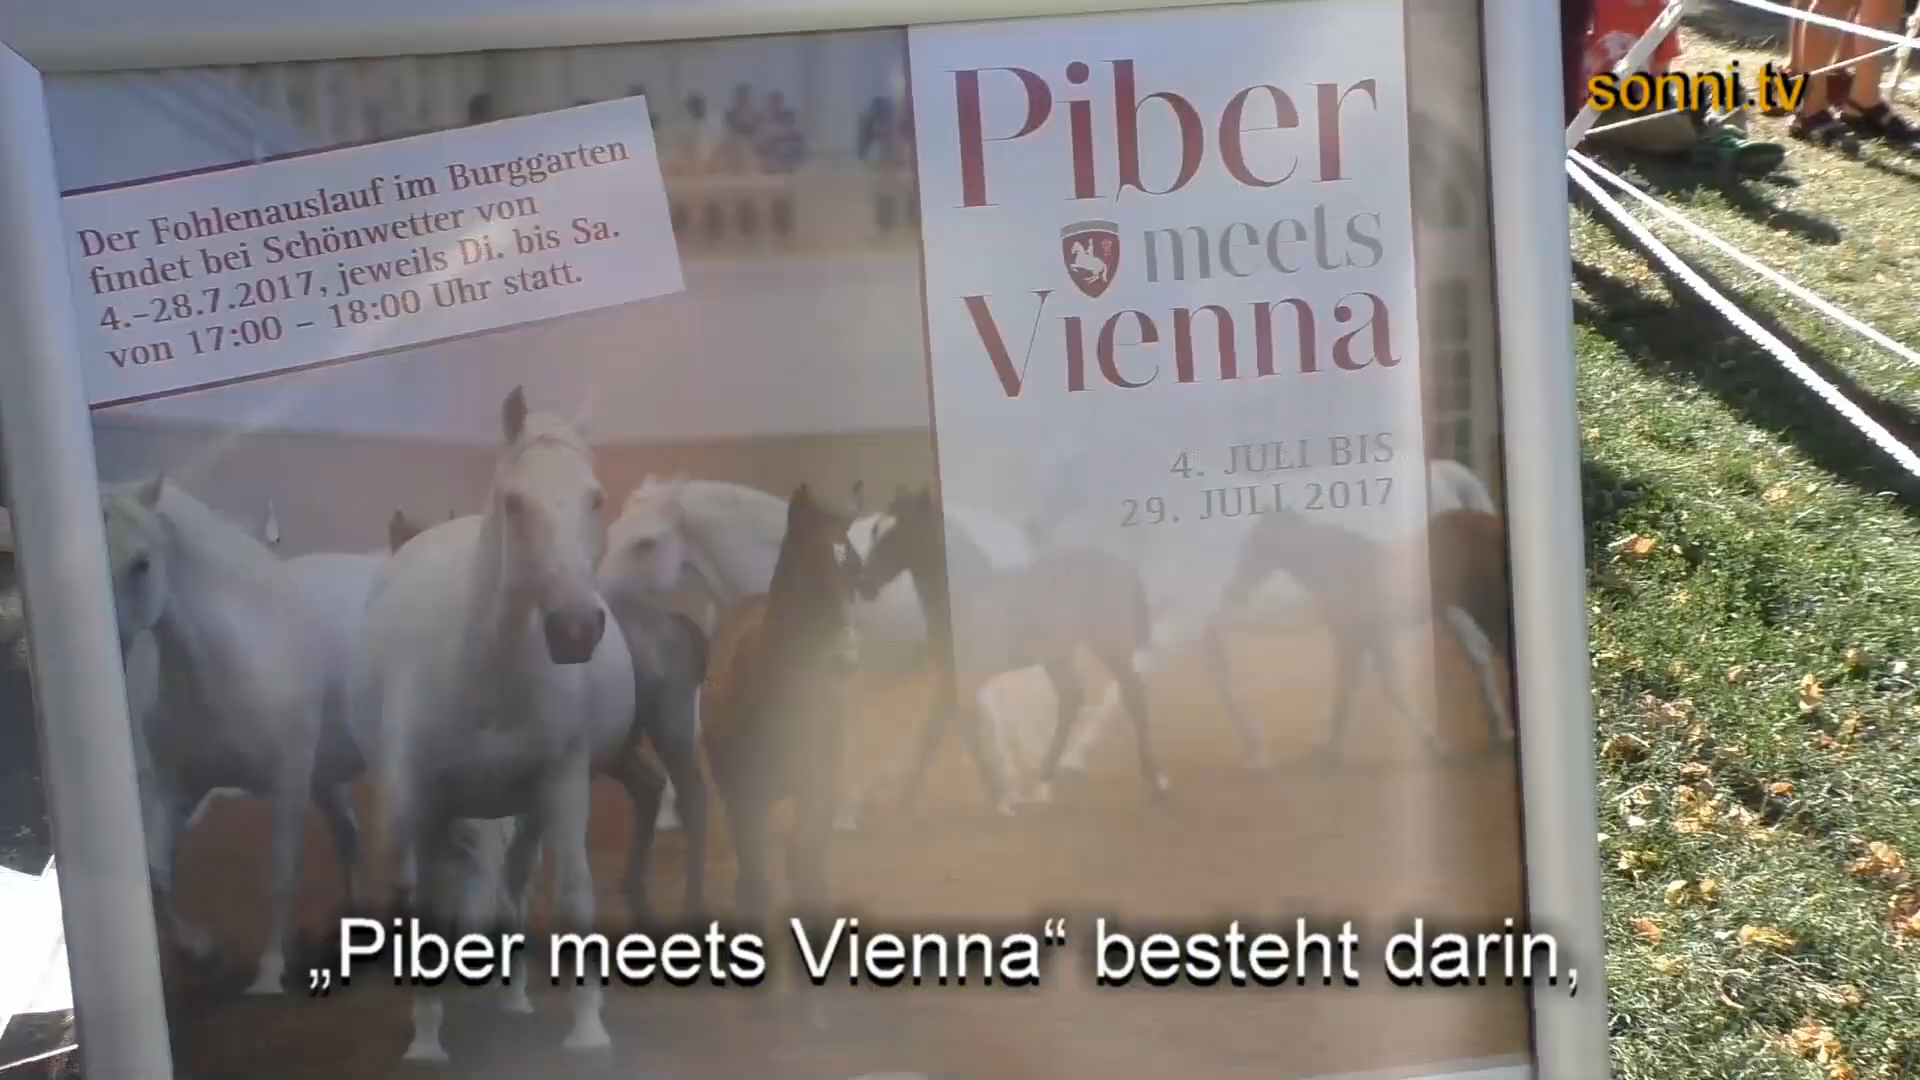 sonni.tv
Der Fohlenauslauf im Burggarten
findet bei Schönwetter von
4.–28.7.2017, jeweils Di. bis Sa.
von 17:00 – 18:00 Uhr statt.
Piber
meets
Vienna
4. JULI BIS
29. JULI 2017
„Piber meets Vienna“ besteht darin,